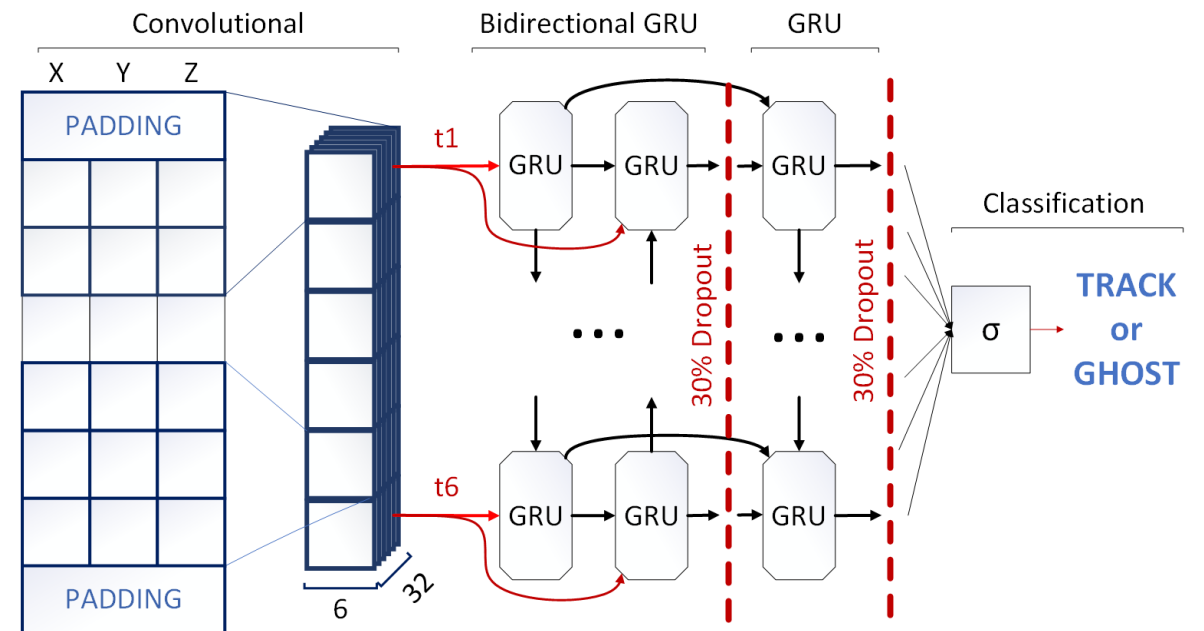 Convolutional
Bidirectional GRU
GRU
X Y Z
PADDING
t1
GRU
GRU
GRU
30% Dropout
30% Dropout
Classification
σ
TRACK
or
GHOST
t6
GRU
GRU
GRU
PADDING
6
32